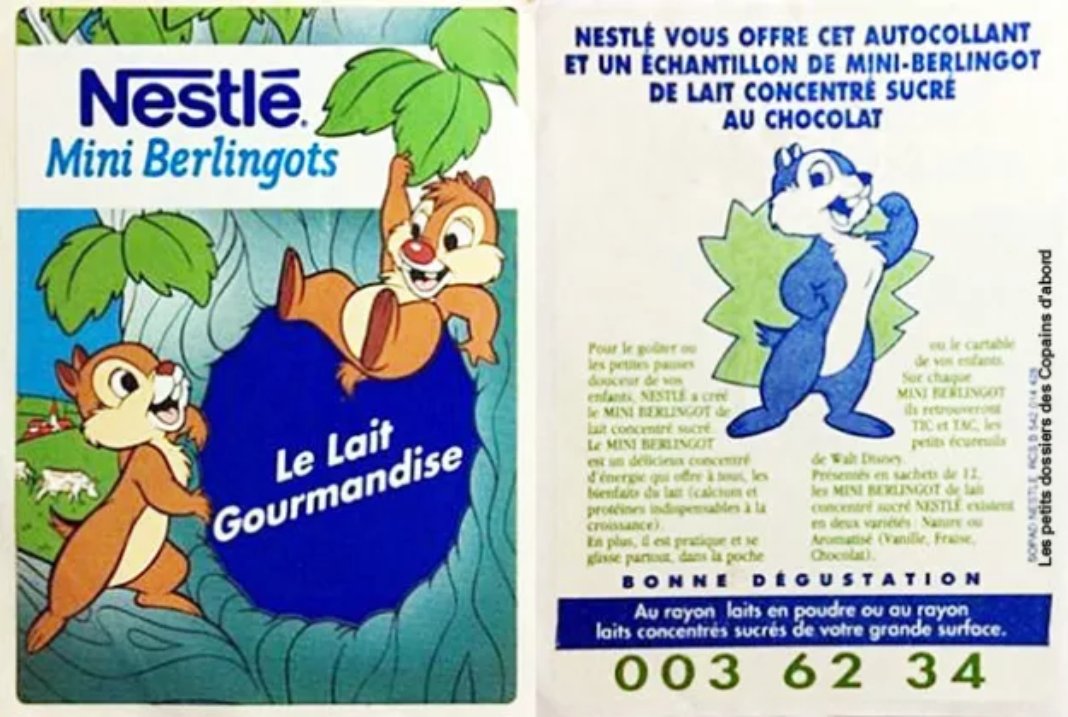 Nestlé
Mini Berlingots
Le Lait
Gourmandise
NESTLÉ VOUS OFFRE CET AUTOCOLLANT
ET UN ÉCHANTILLON DE MINI-BERLINGOT
DE LAIT CONCENTRÉ SUCRÉ
AU CHOCOLAT
Pour le goûter ou
les petites pauses
douceur de vos
enfants, NESTLÉ a créé
le MINI BERLINGOT de
lait concentré sucré.
Le MINI BERLINGOT
est un délicieux concentré
d'énergie qui offre à tous, les
bienfaits du lait (calcium et
protéines indispensables à la
croissance).
En plus, il est pratique et se
glisse partout, dans la poche
ou le cartable
de vos enfants.
Sur chaque
MINI BERLINGOT
ils retrouveront
TIC et TAC, les
petits écureuils
de Walt Disney.
Présentés en sachets de 12,
les MINI BERLINGOT de lait
concentré sucré NESTLÉ existent
en deux variétés : Nature ou
Aromatisé (Vanille, Fraise,
Chocolat).
BONNE DÉGUSTATION
Au rayon laits en poudre ou au rayon
laits concentrés sucrés de votre grande surface.
003 62 34
SOPAD NESTLÉ RCS B 542 014 428
Les petits dossiers des Copains d'abord